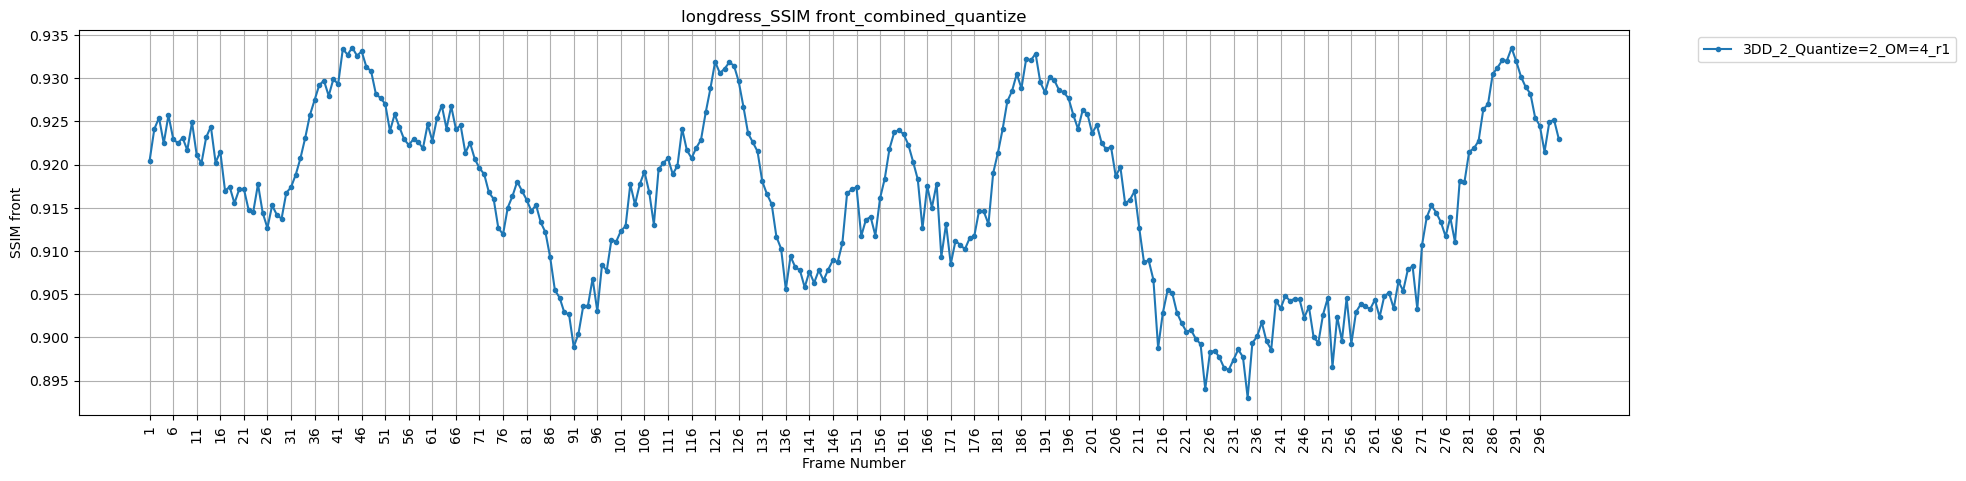 longdress_SSIM front_combined_quantize
3DD_2_Quantize=2_OM=4_r1
SSIM front
0.935
0.930
0.925
0.920
0.915
0.910
0.905
0.900
0.895
1 6 11 16 21 26 31 36 41 46 51 56 61 66 71 76 81 86 91 96 101 106 111 116 121 126 131 136 141 146 151 156 161 166 171 176 181 186 191 196 201 206 211 216 221 226 231 236 241 246 251 256 261 266 271 276 281 286 291 296
Frame Number